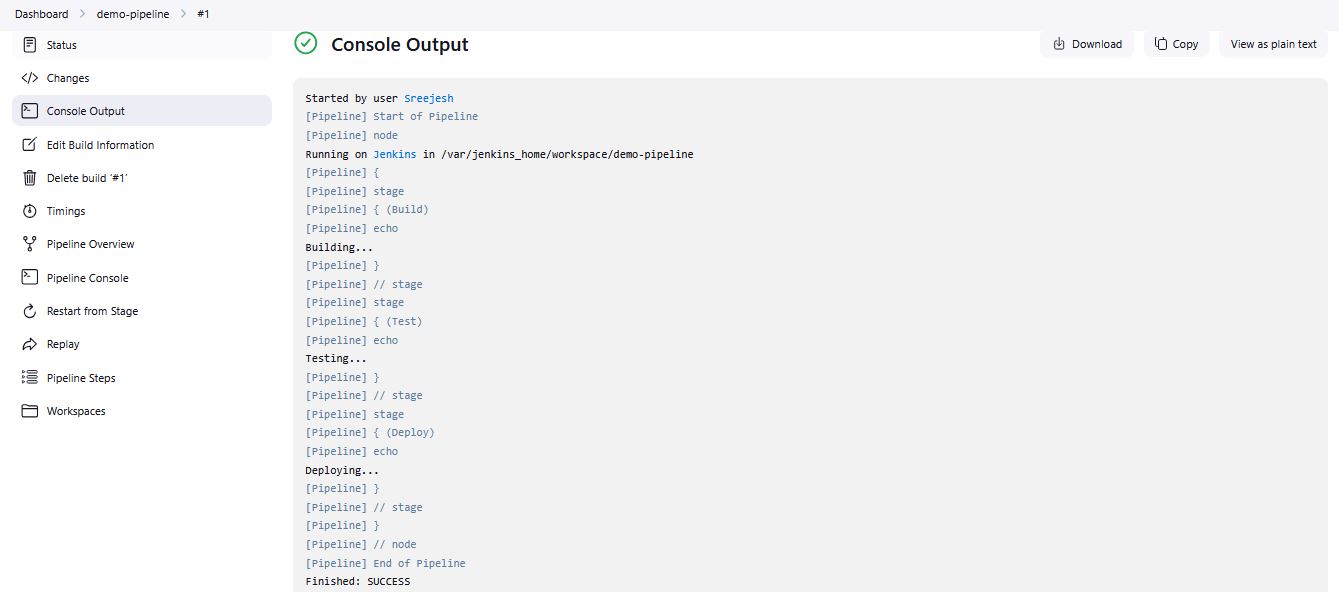 Dashboard > demo-pipeline > #1
Status
Changes
Console Output
Edit Build Information
Delete build '#1'
Timings
Pipeline Overview
Pipeline Console
Restart from Stage
Replay
Pipeline Steps
Workspaces
Console Output
Download
Copy
View as plain text
Started by user Sreejesh
[Pipeline] Start of Pipeline
[Pipeline] node
Running on Jenkins in /var/jenkins_home/workspace/demo-pipeline
[Pipeline] {
[Pipeline] stage
[Pipeline] { (Build)
[Pipeline] echo
Building...
[Pipeline] }
[Pipeline] // stage
[Pipeline] stage
[Pipeline] { (Test)
[Pipeline] echo
Testing...
[Pipeline] }
[Pipeline] // stage
[Pipeline] stage
[Pipeline] { (Deploy)
[Pipeline] echo
Deploying...
[Pipeline] }
[Pipeline] // stage
[Pipeline] }
[Pipeline] // node
[Pipeline] End of Pipeline
Finished: SUCCESS